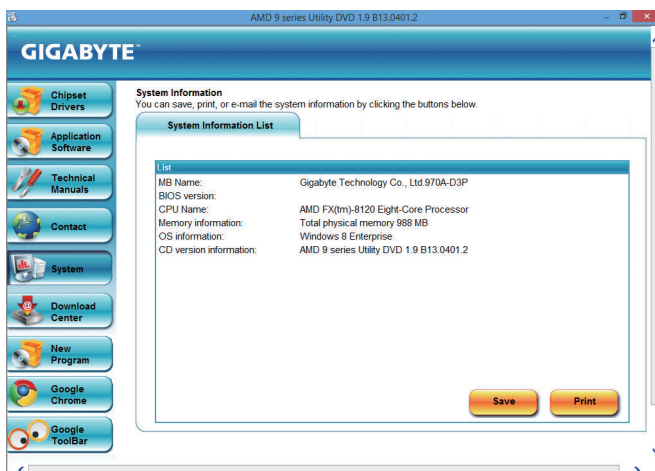 AMD 9 series Utility DVD 1.9 B13.0401.2
GIGABYTE™
Chipset
Drivers
Application
Software
Technical
Manuals
Contact
System
Download
Center
New
Program
Google
Chrome
Google
ToolBar
System Information
You can save, print, or e-mail the system information by clicking the buttons below.
System Information List
List
MB Name: Gigabyte Technology Co., Ltd.970A-D3P
BIOS version:
CPU Name: AMD FX(tm)-8120 Eight-Core Processor
Memory information: Total physical memory 988 MB
OS information: Windows 8 Enterprise
CD version information: AMD 9 series Utility DVD 1.9 B13.0401.2
Save Print